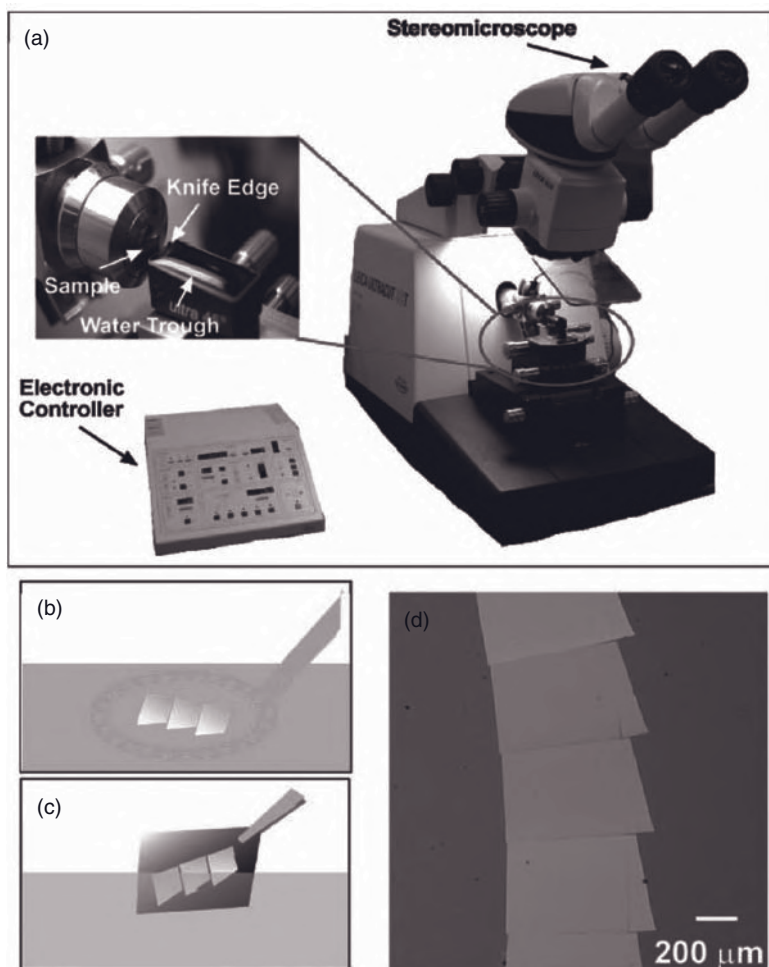 (a)
Stereomicroscope
Knife Edge
Sample
Water Trough
Electronic
Controller
(b)
(c)
(d)
200 μm